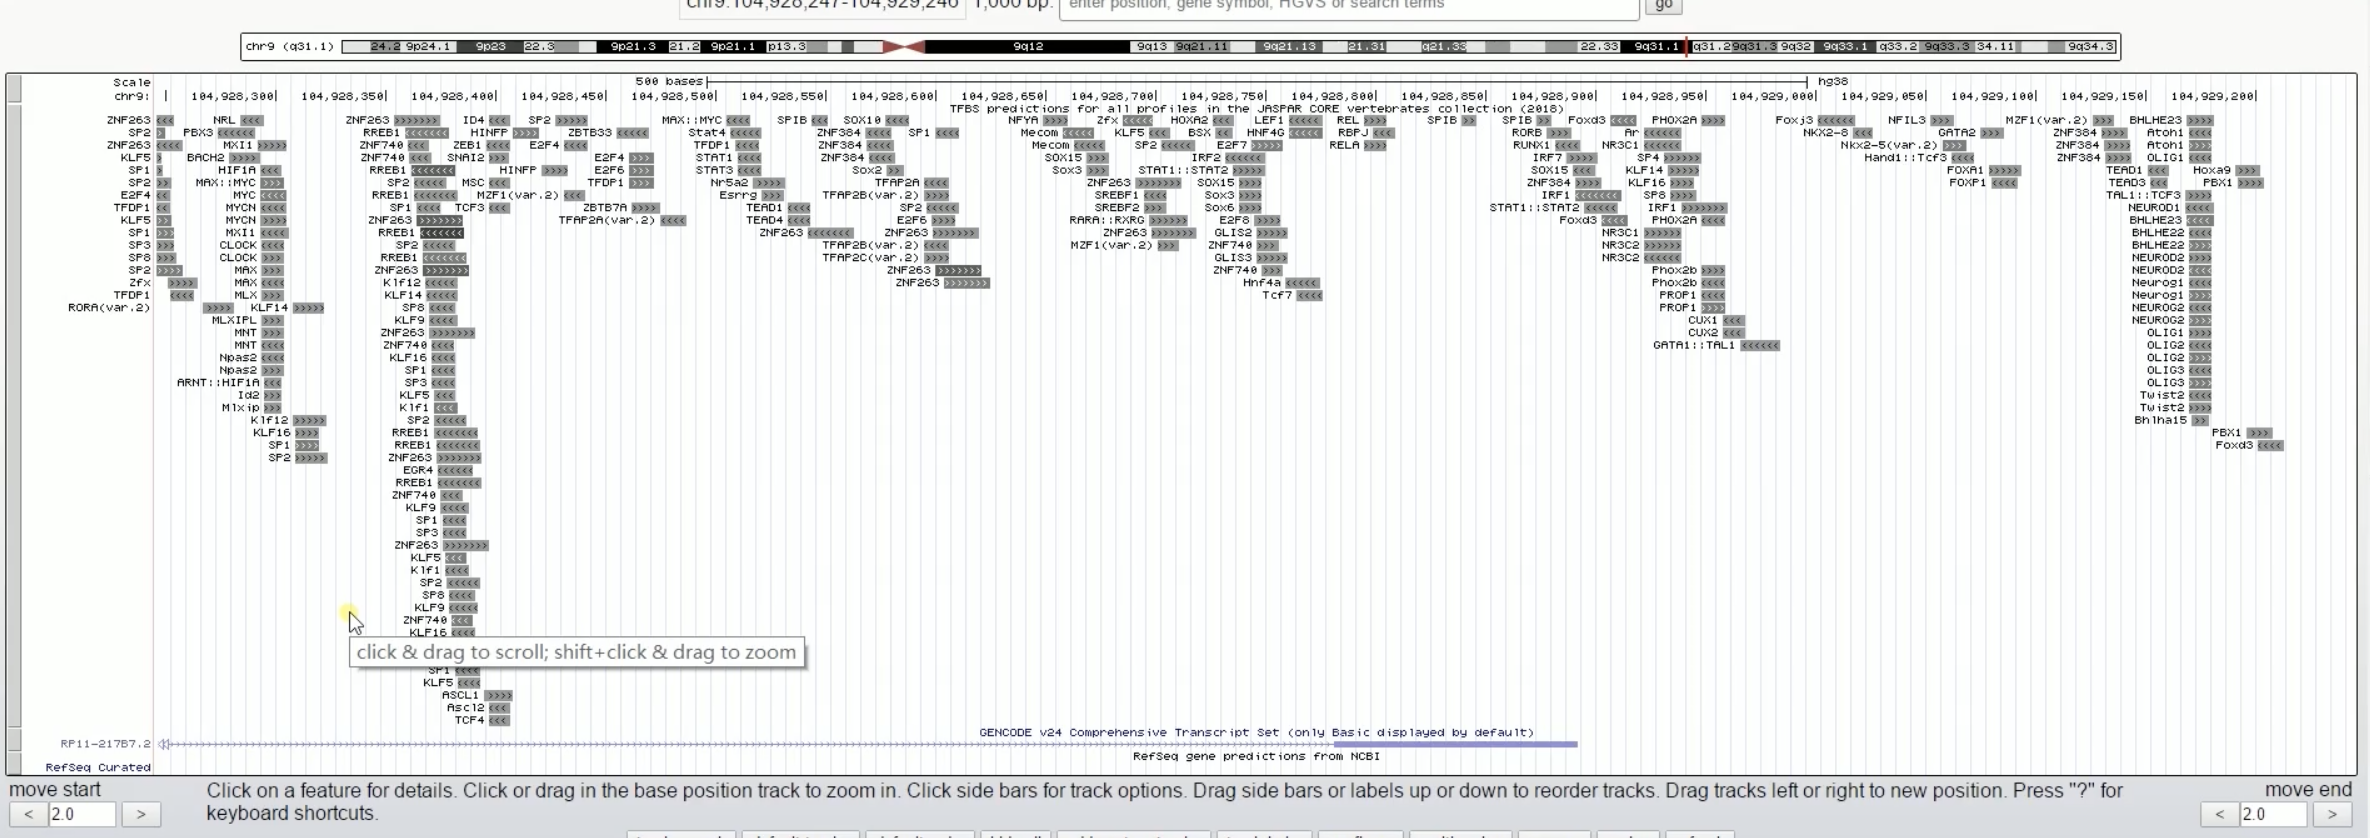 chr9:104,928,247-104,929,246 1,000 bp. enter position, gene symbol, HGVS or search terms go
chr9 (q31.1) 24.2 9p24.1 9p23 22.3 9p21.3 21.2 9p21.1 p13.3 9q12 9q13 9q21.11 9q21.13 21.31 q21.33 22.33 9q31.1 q31.2 9q31.3 9q32 9q33.1 q33.2 9q33.3 34.11 9q34.3
Scale 500 bases hg38
chr9: 104,928,300 104,928,350 104,928,400 104,928,450 104,928,500 104,928,550 104,928,600 104,928,650 104,928,700 104,928,750 104,928,800 104,928,850 104,928,900 104,928,950 104,929,000 104,929,050 104,929,100 104,929,150 104,929,200
TFBS predictions for all profiles in the JASPAR CORE vertebrates collection (2018)
ZNF263 NRL ZNF263 ID4 SP2 MAX::MYC SPIB SOX10 NFYA Zfx HOXA2 LEF1 REL SPIB SPIB Foxd3 PHOX2A Foxj3 NFIL3 MZF1(var.2) BHLHE23
SP2 PBX3 RREB1 HINFP ZBTB33 Stat4 ZNF384 SP1 Mecom KLF5 BSX HNF4G RBPJ RORB Ar NKX2-8 GATA2 ZNF384 Atoh1
ZNF263 MXI1 ZNF740 ZEB1 E2F4 TFDP1 ZNF384 Mecom SP2 E2F7 RELA RUNX1 NR3C1 Nkx2-5(var.2) ZNF384 Atoh1
KLF5 BACH2 ZNF740 SNAI2 E2F4 STAT1 ZNF384 SOX15 IRF2 IRF7 SP4 Hand1::Tcf3 ZNF384 OLIG1
SP1 HIF1A RREB1 HINFP E2F6 STAT3 Sox2 Sox3 STAT1::STAT2 SOX15 KLF14 FOXA1 TEAD1 Hoxa9
SP2 MAX::MYC SP2 MSC TFDP1 Nr5a2 TFAP2A ZNF263 SOX15 ZNF384 KLF16 FOXP1 TEAD3 PBX1
E2F4 MYC RREB1 MZF1(var.2) Esrrg TFAP2B(var.2) SREBF1 Sox3 IRF1 SP8 TAL1::TCF3
TFDP1 MYCN SP1 TCF3 ZBTB7A TEAD1 SP2 SREBF2 Sox6 STAT1::STAT2 IRF1 NEUROD1
KLF5 MYCN ZNF263 TFAP2A(var.2) TEAD4 E2F6 RARA::RXRG E2F8 Foxd3 PHOX2A BHLHE23
SP1 MXI1 RREB1 ZNF263 ZNF263 ZNF263 GLIS2 NR3C1 BHLHE22
SP3 CLOCK SP2 TFAP2B(var.2) MZF1(var.2) ZNF740 NR3C2 BHLHE22
SP8 CLOCK RREB1 TFAP2C(var.2) GLIS3 NR3C2 NEUROD2
SP2 MAX ZNF263 ZNF263 ZNF740 Phox2b NEUROD2
Zfx MAX Klf12 ZNF263 Hnf4a Phox2b Neurog1
TFDP1 MLX KLF14 Tcf7 PROP1 Neurog1
RORA(var.2) KLF14 SP8 PROP1 NEUROG2
MLXIPL KLF9 CUX1 NEUROG2
MNT ZNF263 CUX2 OLIG1
MNT ZNF740 GATA1::TAL1 OLIG2
Npas2 KLF16 OLIG2
Npas2 SP1 OLIG3
ARNT::HIF1A SP3 OLIG3
Id2 KLF5 Twist2
Mlxip Klf1 Twist2
Klf12 SP2 Bhlha15
KLF16 RREB1 PBX1
SP1 RREB1 Foxd3
SP2 ZNF263
EGR4
RREB1
ZNF740
KLF9
SP1
SP3
ZNF263
KLF5
Klf1
SP2
SP8
KLF9
ZNF740
KLF16
click & drag to scroll; shift+click & drag to zoom
SP1
KLF5
ASCL1
Ascl2
TCF4
GENCODE v24 Comprehensive Transcript Set (only Basic displayed by default)
RP11-217B7.2
RefSeq gene predictions from NCBI
RefSeq Curated
move start Click on a feature for details. Click or drag in the base position track to zoom in. Click side bars for track options. Drag side bars or labels up or down to reorder tracks. Drag tracks left or right to new position. Press "?" for move end
< 2.0 > keyboard shortcuts. < 2.0 >